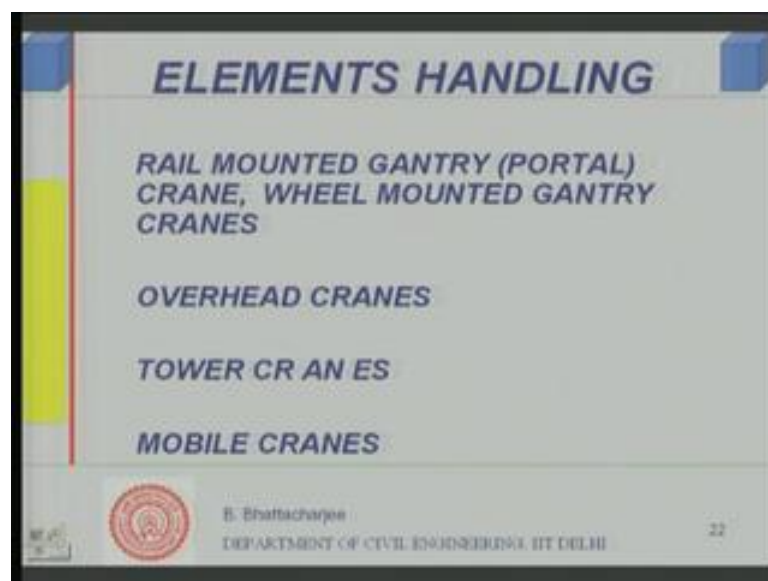 ELEMENTS HANDLING
RAIL MOUNTED GANTRY (PORTAL)
CRANE, WHEEL MOUNTED GANTRY
CRANES
OVERHEAD CRANES
TOWER CR AN ES
MOBILE CRANES
B. Bhattacharjee
DEPARTMENT OF CIVIL ENGINEERING, IIT DELHI
22